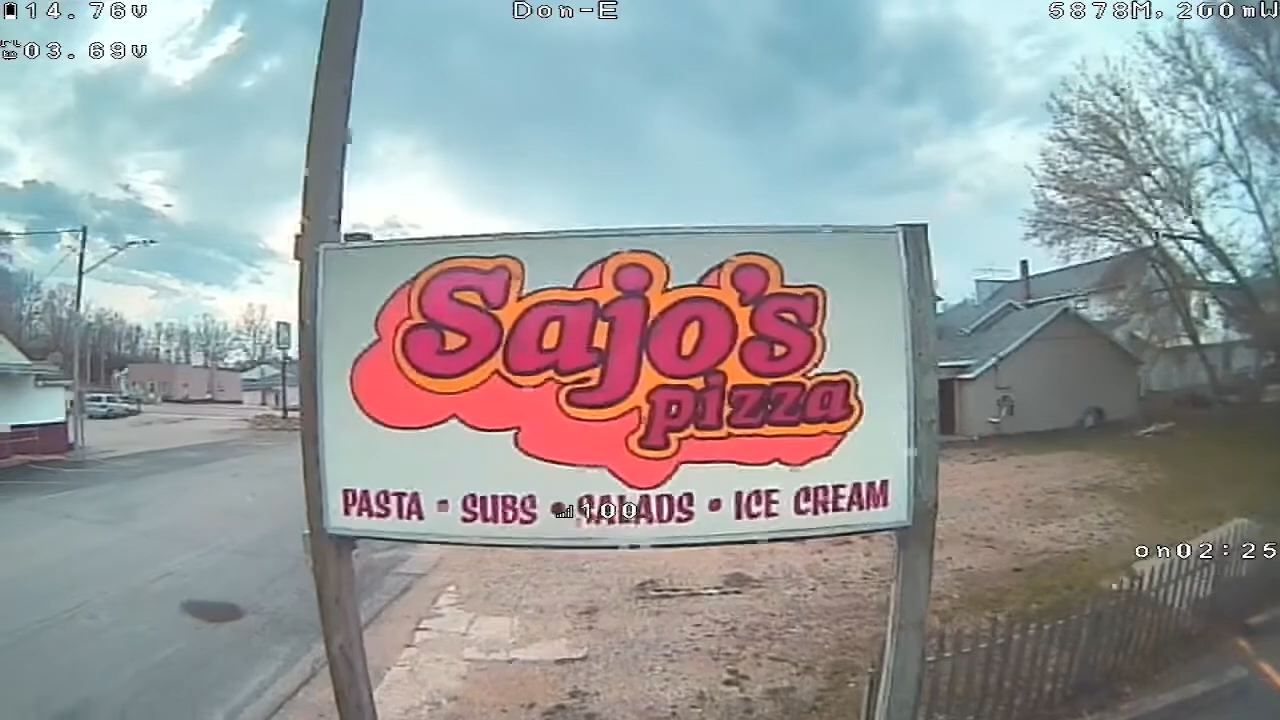 14.76v
Don-E
5878M, 200mW
03.69v
Sajo's
pizza
PASTA • SUBS • SALADS • ICE CREAM
100
on02:25